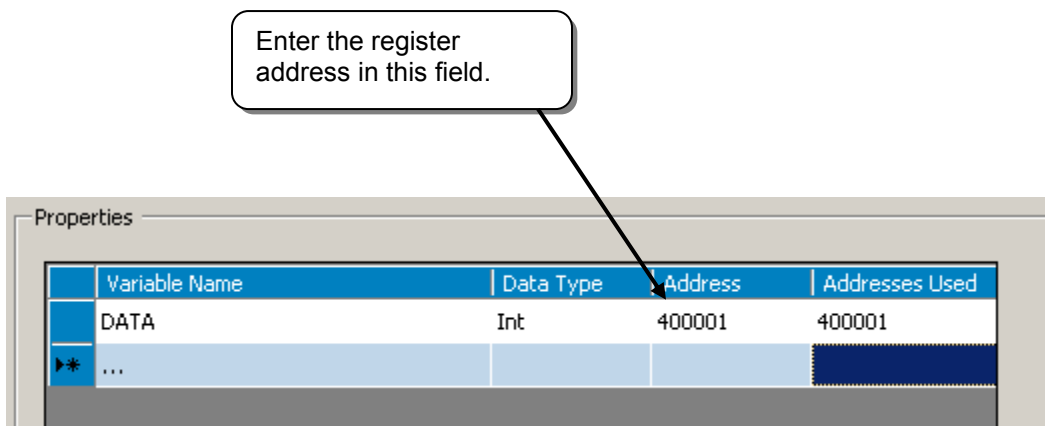 Enter the register
address in this field.
Properties
Variable Name Data Type Address Addresses Used
DATA Int 400001 400001
...